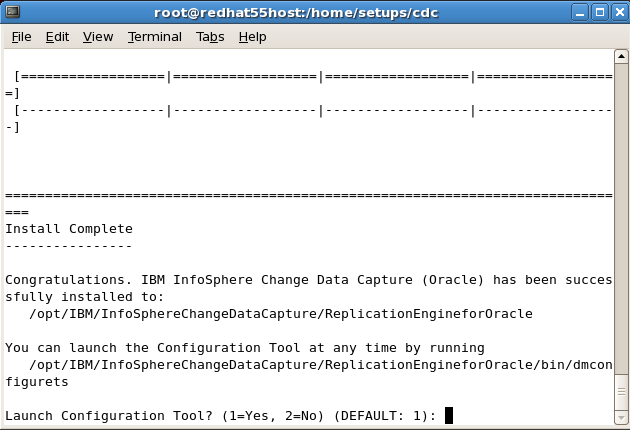 root@redhat55host:/home/setups/cdc
File Edit View Terminal Tabs Help
[==================|==================|==================|=================
=]
[------------------|------------------|------------------|-----------------
-]
============================================================================
===
Install Complete
----------------
Congratulations. IBM InfoSphere Change Data Capture (Oracle) has been succes
sfully installed to:
/opt/IBM/InfoSphereChangeDataCapture/ReplicationEngineforOracle
You can launch the Configuration Tool at any time by running
/opt/IBM/InfoSphereChangeDataCapture/ReplicationEngineforOracle/bin/dmcon
figurets
Launch Configuration Tool? (1=Yes, 2=No) (DEFAULT: 1):